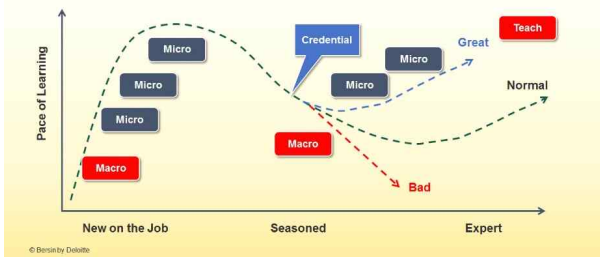 Teach
Credential
Great
Micro
Micro
Micro
Micro
Normal
Micro
Macro
Macro
Bad
Pace of Learning
New on the Job
Seasoned
Expert
© Bersin by Deloitte